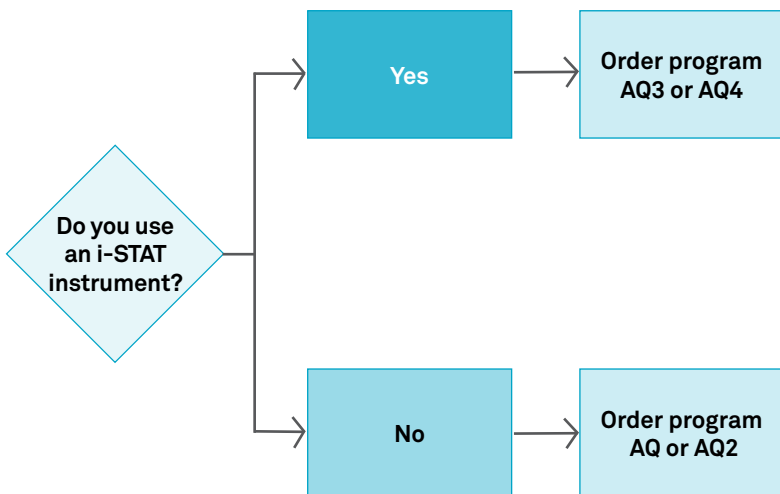 Do you use
an i-STAT
instrument?
Yes
Order program
AQ3 or AQ4
No
Order program
AQ or AQ2